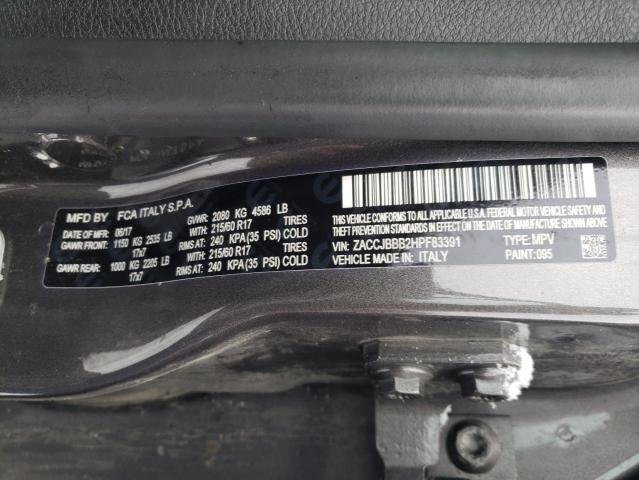 MFD BY FCA ITALY S.P.A.
DATE OF MFR 06/17 GVWR: 2080 KG 4586 LB
GAWR FRONT: 1150 KG 2535 LB WITH 215/60 R17 TIRES
17x7 RIMS AT: 240 KPA(35 PSI) COLD
GAWR REAR: 1000 KG 2205 LB WITH 215/60 R17 TIRES
17x7 RIMS AT: 240 KPA(35 PSI) COLD
THIS VEHICLE CONFORMS TO ALL APPLICABLE U.S.A. FEDERAL MOTOR VEHICLE
SAFETY, BUMPER, AND THEFT PREVENTION STANDARDS IN EFFECT ON THE DATE OF MANUFACTURE SHOWN ABOVE.
VIN: ZACCJBBB2HPF83391 TYPE: MPV
VEHICLE MADE IN: ITALY PAINT: 095